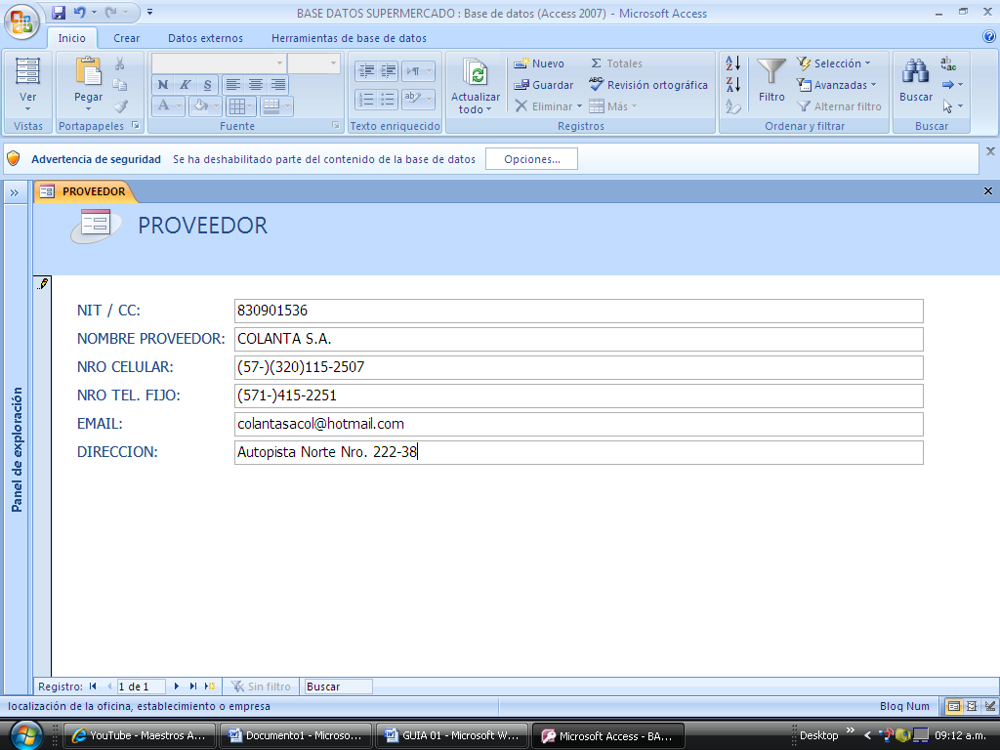 BASE DATOS SUPERMERCADO : Base de datos (Access 2007) - Microsoft Access
Inicio Crear Datos externos Herramientas de base de datos
Ver
Vistas
Pegar
Portapapeles
N K S
A
Fuente
ab
Texto enriquecido
Actualizar todo
Nuevo
Guardar
Eliminar
Σ Totales
ABC Revisión ortográfica
Más
Registros
A Z
Z A
A Z
Filtro
Selección
Avanzadas
Alternar filtro
Ordenar y filtrar
Buscar
ab ac
Buscar
Advertencia de seguridad Se ha deshabilitado parte del contenido de la base de datos Opciones...
» PROVEEDOR
PROVEEDOR
NIT / CC: 830901536
NOMBRE PROVEEDOR: COLANTA S.A.
NRO CELULAR: (57-)(320)115-2507
NRO TEL. FIJO: (571-)415-2251
EMAIL: colantasacol@hotmail.com
DIRECCION: Autopista Norte Nro. 222-38
Panel de exploración
Registro: 1 de 1 Sin filtro Buscar
localización de la oficina, establecimiento o empresa Bloq Num
YouTube - Maestros A... Documento1 - Microso... GUIA 01 - Microsoft W... Microsoft Access - BA... Desktop » 09:12 a.m.